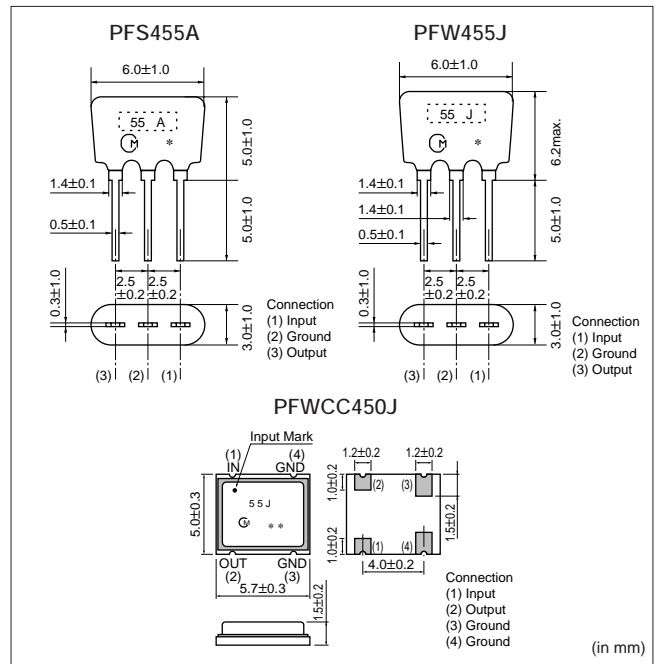 PFS455A
6.0±1.0
55 A
M *
5.0±1.0
5.0±1.0
1.4±0.1
0.5±0.1
2.5 2.5
±0.2 ±0.2
0.3±1.0
3.0±1.0
Connection
(1) Input
(2) Ground
(3) Output
(3) (2) (1)
PFW455J
6.0±1.0
55 J
M *
6.2max.
5.0±1.0
1.4±0.1
1.4±0.1
0.5±0.1
2.5 2.5
±0.2 ±0.2
0.3±1.0
3.0±1.0
Connection
(1) Input
(2) Ground
(3) Output
(3) (2) (1)
PFWCC450J
Input Mark
(1) (4)
IN GND
55J
M * *
OUT GND
(2) (3)
5.0±0.3
5.7±0.3
1.5±0.2
1.2±0.2 1.2±0.2
1.0±0.2
(2) (3)
1.5±0.2
1.0±0.2
(1) (4)
4.0±0.2
Connection
(1) Input
(2) Output
(3) Ground
(4) Ground
(in mm)